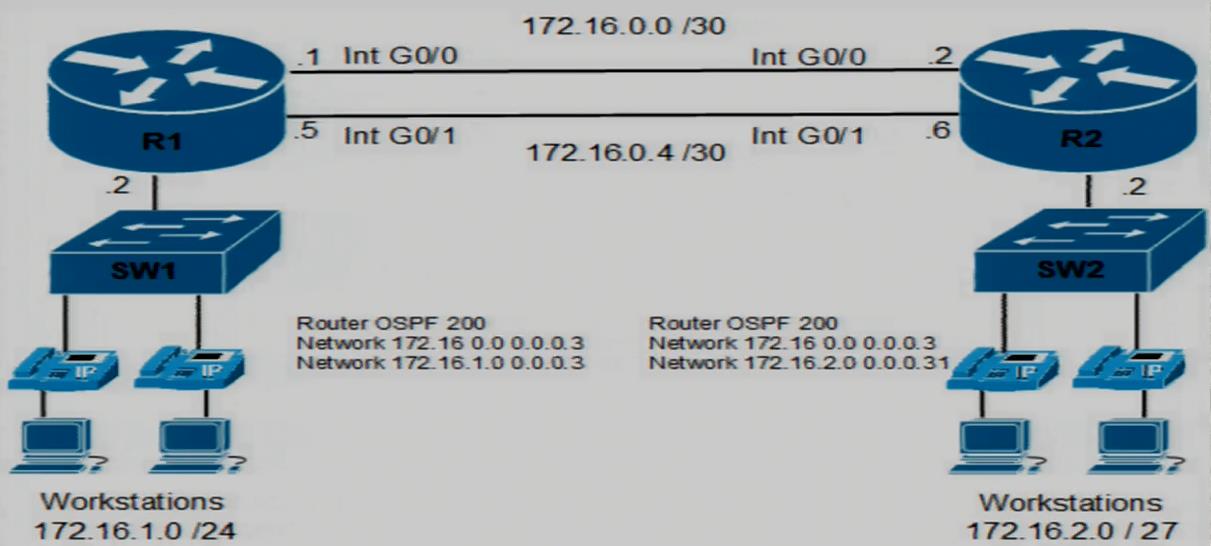 172.16.0.0 /30
.1 Int G0/0
Int G0/0 .2
.5 Int G0/1
Int G0/1 .6
172.16.0.4 /30
R1
R2
.2
.2
SW1
SW2
Router OSPF 200
Network 172.16 0.0 0.0.0.3
Network 172.16.1.0 0.0.0.3
Router OSPF 200
Network 172.16 0.0 0.0.0.3
Network 172.16.2.0 0.0.0.31
IP
IP
IP
IP
Workstations
172.16.1.0 /24
Workstations
172.16.2.0 / 27